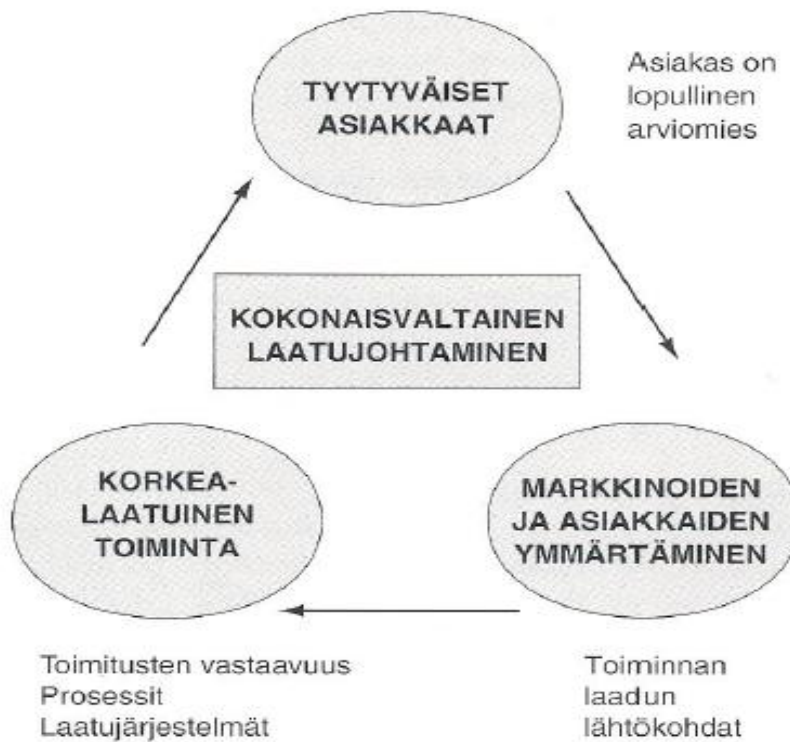 TYYTYVÄISET
ASIAKKAAT
Asiakas on
lopullinen
arviomies
KOKONAISVALTAINEN
LAATUJOHTAMINEN
KORKEA-
LAATUINEN
TOIMINTA
MARKKINOIDEN
JA ASIAKKAIDEN
YMMÄRTÄMINEN
Toimitusten vastaavuus
Prosessit
Laatujärjestelmät
Toiminnan
laadun
lähtökohdat